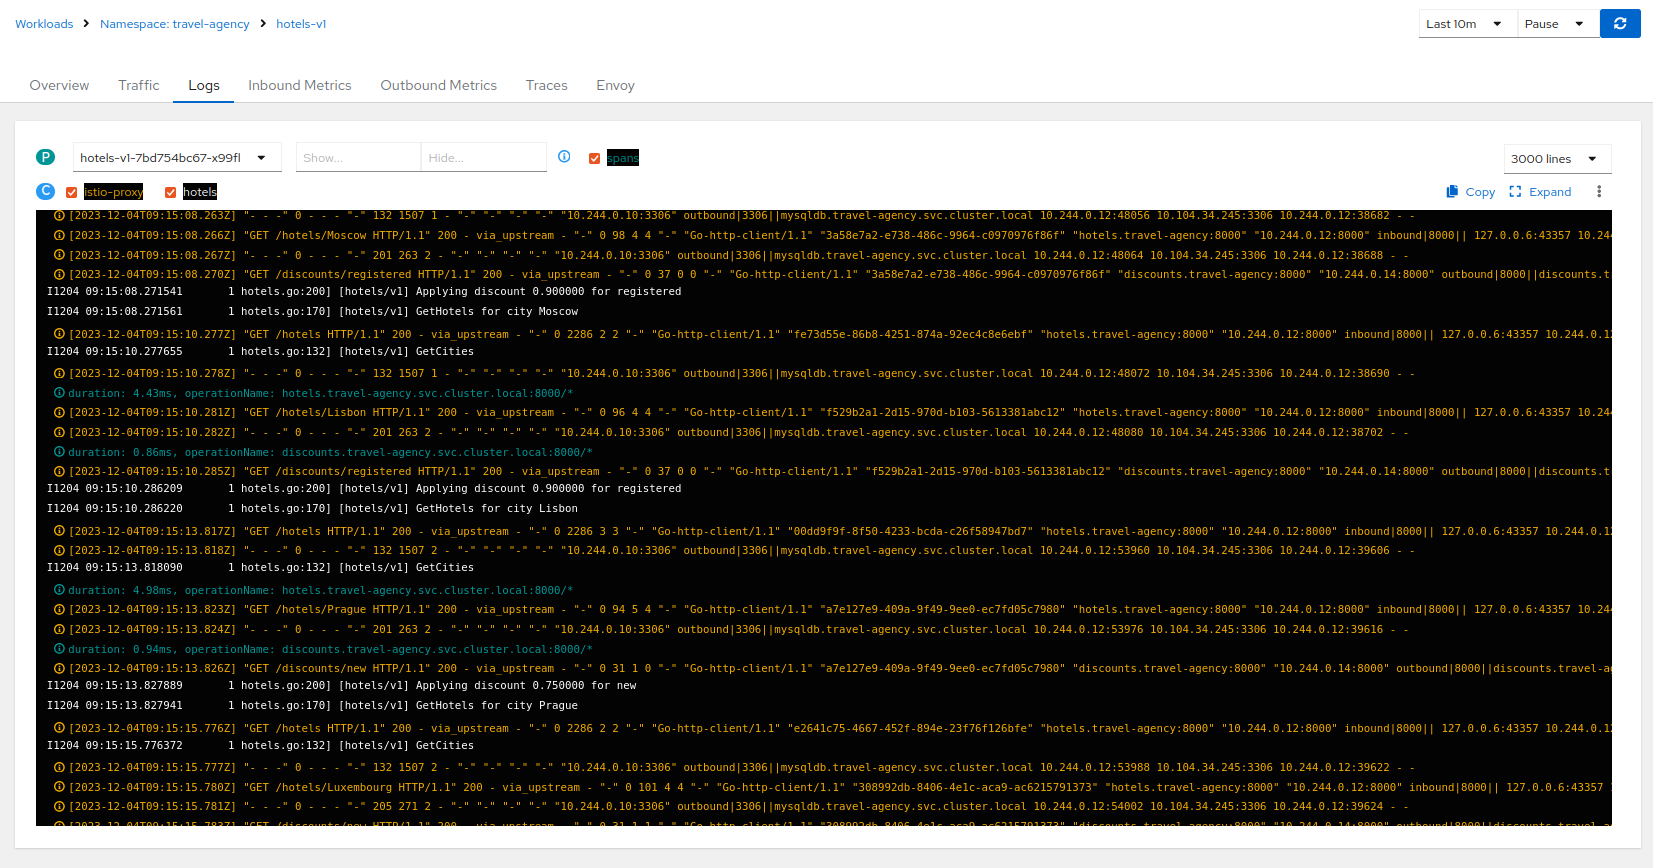 Workloads > Namespace: travel-agency > hotels-v1
Last 10m Pause
Overview Traffic Logs Inbound Metrics Outbound Metrics Traces Envoy
P hotels-v1-7bd754bc67-x99fl Show... Hide... spans 3000 lines
C istio-proxy hotels Copy Expand
[2023-12-04T09:15:08.263Z] "- - -" 0 - - - "-" 132 1507 1 - "-" "-" "-" "-" "10.244.0.10:3306" outbound|3306||mysqldb.travel-agency.svc.cluster.local 10.244.0.12:48056 10.104.34.245:3306 10.244.0.12:38682 - -
[2023-12-04T09:15:08.266Z] "GET /hotels/Moscow HTTP/1.1" 200 - via_upstream - "-" 0 98 4 4 "-" "Go-http-client/1.1" "3a58e7a2-e738-486c-9964-c0970976f86f" "hotels.travel-agency:8000" "10.244.0.12:8000" inbound|8000|| 127.0.0.6:43357 10.244
[2023-12-04T09:15:08.267Z] "- - -" 0 - - - "-" 201 263 2 - "-" "-" "-" "-" "10.244.0.10:3306" outbound|3306||mysqldb.travel-agency.svc.cluster.local 10.244.0.12:48064 10.104.34.245:3306 10.244.0.12:38688 - -
[2023-12-04T09:15:08.270Z] "GET /discounts/registered HTTP/1.1" 200 - via_upstream - "-" 0 37 0 0 "-" "Go-http-client/1.1" "3a58e7a2-e738-486c-9964-c0970976f86f" "discounts.travel-agency:8000" "10.244.0.14:8000" outbound|8000||discounts.t
I1204 09:15:08.271541 1 hotels.go:200] [hotels/v1] Applying discount 0.900000 for registered
I1204 09:15:08.271561 1 hotels.go:170] [hotels/v1] GetHotels for city Moscow
[2023-12-04T09:15:10.277Z] "GET /hotels HTTP/1.1" 200 - via_upstream - "-" 0 2286 2 2 "-" "Go-http-client/1.1" "fe73d55e-86b8-4251-874a-92ec4c8e6ebf" "hotels.travel-agency:8000" "10.244.0.12:8000" inbound|8000|| 127.0.0.6:43357 10.244.0.12
I1204 09:15:10.277655 1 hotels.go:132] [hotels/v1] GetCities
[2023-12-04T09:15:10.278Z] "- - -" 0 - - - "-" 132 1507 1 - "-" "-" "-" "-" "10.244.0.10:3306" outbound|3306||mysqldb.travel-agency.svc.cluster.local 10.244.0.12:48072 10.104.34.245:3306 10.244.0.12:38690 - -
duration: 4.43ms, operationName: hotels.travel-agency.svc.cluster.local:8000/*
[2023-12-04T09:15:10.281Z] "GET /hotels/Lisbon HTTP/1.1" 200 - via_upstream - "-" 0 96 4 4 "-" "Go-http-client/1.1" "f529b2a1-2d15-970d-b103-5613381abc12" "hotels.travel-agency:8000" "10.244.0.12:8000" inbound|8000|| 127.0.0.6:43357 10.244
[2023-12-04T09:15:10.282Z] "- - -" 0 - - - "-" 201 263 2 - "-" "-" "-" "-" "10.244.0.10:3306" outbound|3306||mysqldb.travel-agency.svc.cluster.local 10.244.0.12:48080 10.104.34.245:3306 10.244.0.12:38702 - -
duration: 0.86ms, operationName: discounts.travel-agency.svc.cluster.local:8000/*
[2023-12-04T09:15:10.285Z] "GET /discounts/registered HTTP/1.1" 200 - via_upstream - "-" 0 37 0 0 "-" "Go-http-client/1.1" "f529b2a1-2d15-970d-b103-5613381abc12" "discounts.travel-agency:8000" "10.244.0.14:8000" outbound|8000||discounts.t
I1204 09:15:10.286209 1 hotels.go:200] [hotels/v1] Applying discount 0.900000 for registered
I1204 09:15:10.286220 1 hotels.go:170] [hotels/v1] GetHotels for city Lisbon
[2023-12-04T09:15:13.817Z] "GET /hotels HTTP/1.1" 200 - via_upstream - "-" 0 2286 3 3 "-" "Go-http-client/1.1" "00dd9f9f-8f50-4233-bcda-c26f58947bd7" "hotels.travel-agency:8000" "10.244.0.12:8000" inbound|8000|| 127.0.0.6:43357 10.244.0.12
[2023-12-04T09:15:13.818Z] "- - -" 0 - - - "-" 132 1507 2 - "-" "-" "-" "-" "10.244.0.10:3306" outbound|3306||mysqldb.travel-agency.svc.cluster.local 10.244.0.12:53960 10.104.34.245:3306 10.244.0.12:39606 - -
I1204 09:15:13.818090 1 hotels.go:132] [hotels/v1] GetCities
duration: 4.98ms, operationName: hotels.travel-agency.svc.cluster.local:8000/*
[2023-12-04T09:15:13.823Z] "GET /hotels/Prague HTTP/1.1" 200 - via_upstream - "-" 0 94 5 4 "-" "Go-http-client/1.1" "a7e127e9-409a-9f49-9ee0-ec7fd05c7980" "hotels.travel-agency:8000" "10.244.0.12:8000" inbound|8000|| 127.0.0.6:43357 10.244
[2023-12-04T09:15:13.824Z] "- - -" 0 - - - "-" 201 263 2 - "-" "-" "-" "-" "10.244.0.10:3306" outbound|3306||mysqldb.travel-agency.svc.cluster.local 10.244.0.12:53976 10.104.34.245:3306 10.244.0.12:39616 - -
duration: 0.94ms, operationName: discounts.travel-agency.svc.cluster.local:8000/*
[2023-12-04T09:15:13.826Z] "GET /discounts/new HTTP/1.1" 200 - via_upstream - "-" 0 31 1 0 "-" "Go-http-client/1.1" "a7e127e9-409a-9f49-9ee0-ec7fd05c7980" "discounts.travel-agency:8000" "10.244.0.14:8000" outbound|8000||discounts.travel-ag
I1204 09:15:13.827889 1 hotels.go:200] [hotels/v1] Applying discount 0.750000 for new
I1204 09:15:13.827941 1 hotels.go:170] [hotels/v1] GetHotels for city Prague
[2023-12-04T09:15:15.776Z] "GET /hotels HTTP/1.1" 200 - via_upstream - "-" 0 2286 2 2 "-" "Go-http-client/1.1" "e2641c75-4667-452f-894e-23f76f126bfe" "hotels.travel-agency:8000" "10.244.0.12:8000" inbound|8000|| 127.0.0.6:43357 10.244.0.12
I1204 09:15:15.776372 1 hotels.go:132] [hotels/v1] GetCities
[2023-12-04T09:15:15.777Z] "- - -" 0 - - - "-" 132 1507 2 - "-" "-" "-" "-" "10.244.0.10:3306" outbound|3306||mysqldb.travel-agency.svc.cluster.local 10.244.0.12:53988 10.104.34.245:3306 10.244.0.12:39622 - -
[2023-12-04T09:15:15.780Z] "GET /hotels/Luxembourg HTTP/1.1" 200 - via_upstream - "-" 0 101 4 4 "-" "Go-http-client/1.1" "308992db-8406-4e1c-aca9-ac6215791373" "hotels.travel-agency:8000" "10.244.0.12:8000" inbound|8000|| 127.0.0.6:43357
[2023-12-04T09:15:15.781Z] "- - -" 0 - - - "-" 205 271 2 - "-" "-" "-" "-" "10.244.0.10:3306" outbound|3306||mysqldb.travel-agency.svc.cluster.local 10.244.0.12:54002 10.104.34.245:3306 10.244.0.12:39624 - -
[2023-12-04T09:15:15.783Z] "GET /discounts/new HTTP/1.1" 200 - via_upstream - "-" 0 31 1 1 "-" "Go-http-client/1.1" "308992db-8406-4e1c-aca9-ac6215791373" "discounts.travel-agency:8000" "10.244.0.14:8000" outbound|8000||discounts.travel-a